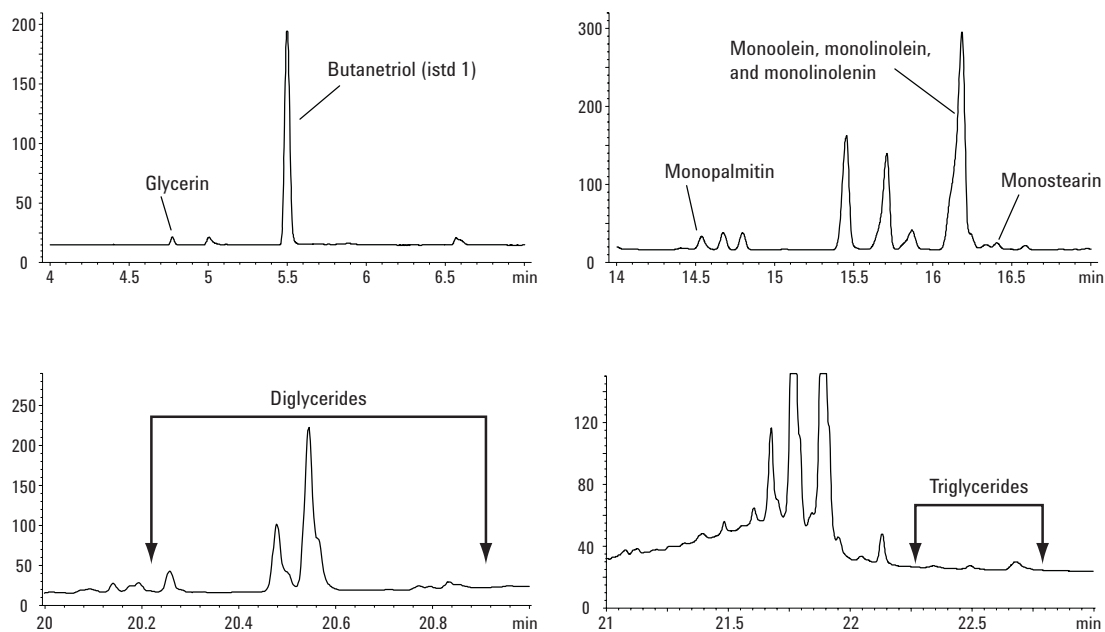 200
150
100
50
0
Butanetriol (istd 1)
Glycerin
4 4.5 5 5.5 6 6.5 min
300
200
100
0
Monoolein, monolinolein,
and monolinolenin
Monopalmitin
Monostearin
14 14.5 15 15.5 16 16.5 min
250
200
150
100
50
0
Diglycerides
20 20.2 20.4 20.6 20.8 min
120
80
40
0
Triglycerides
21 21.5 22 22.5 min